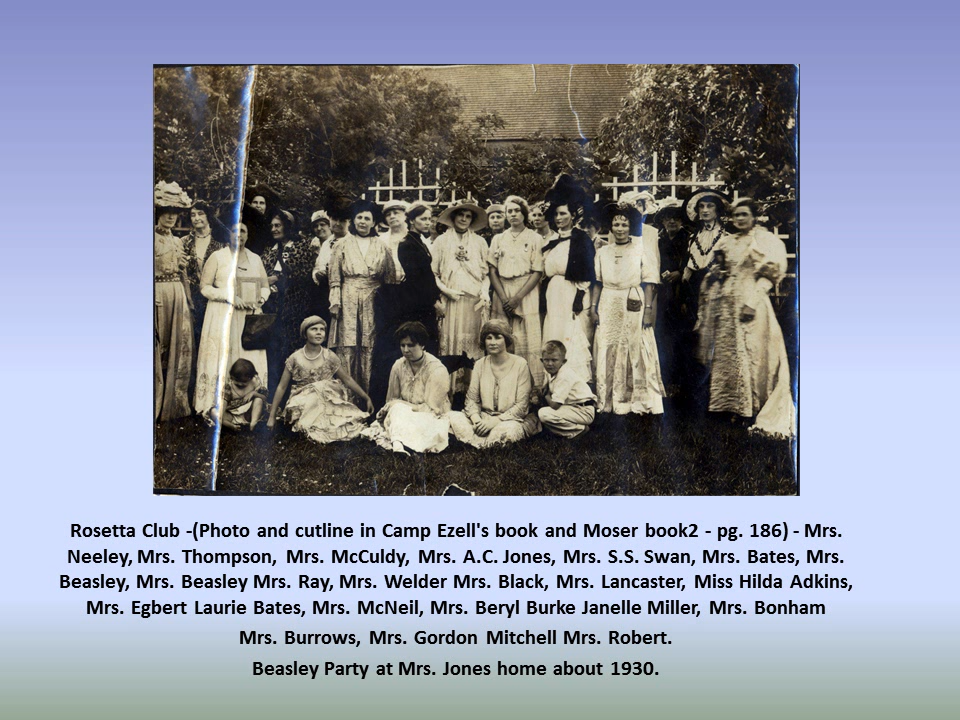 Rosetta Club -(Photo and cutline in Camp Ezell's book and Moser book2 - pg. 186) - Mrs.
Neeley, Mrs. Thompson, Mrs. McCuldy, Mrs. A.C. Jones, Mrs. S.S. Swan, Mrs. Bates, Mrs.
Beasley, Mrs. Beasley Mrs. Ray, Mrs. Welder Mrs. Black, Mrs. Lancaster, Miss Hilda Adkins,
Mrs. Egbert Laurie Bates, Mrs. McNeil, Mrs. Beryl Burke Janelle Miller, Mrs. Bonham
Mrs. Burrows, Mrs. Gordon Mitchell Mrs. Robert.
Beasley Party at Mrs. Jones home about 1930.